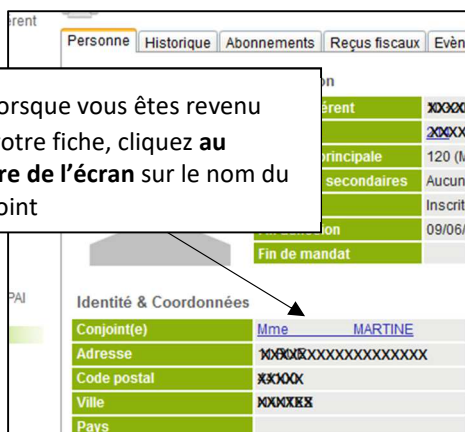 érent
Personne Historique Abonnements Reçus fiscaux Evèn
on
orsque vous êtes revenu
otre fiche, cliquez au
re de l'écran sur le nom du
oint
érent
rincipale 120 (M
secondaires Aucun
Inscrit
on 09/06/
Fin de mandat
PAI
Identité & Coordonnées
Conjoint(e) Mme MARTINE
Adresse
Code postal
Ville
Pays